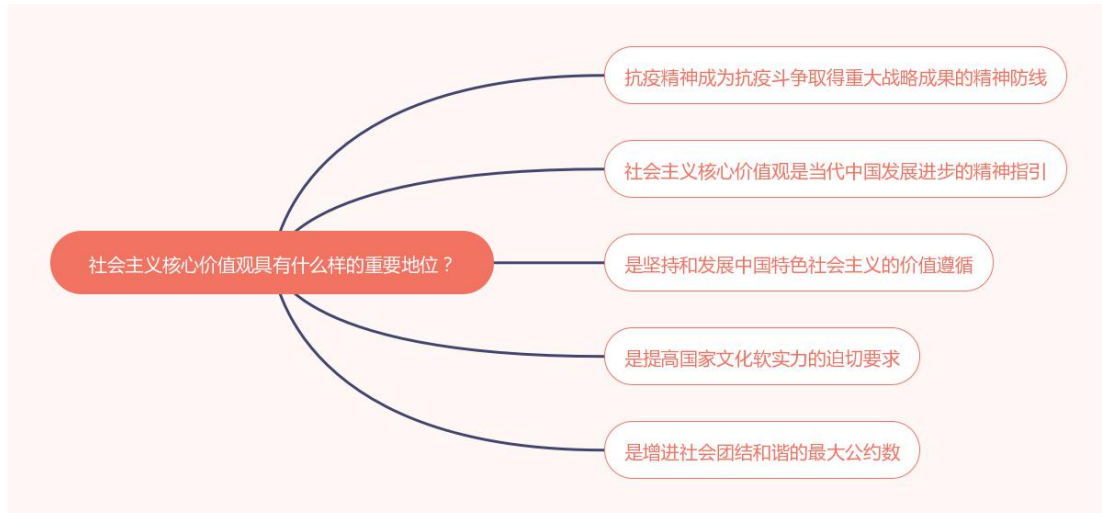 抗疫精神成为抗疫斗争取得重大战略成果的精神防线
社会主义核心价值观是当代中国发展进步的精神指引
社会主义核心价值观具有什么样的重要地位？
是坚持和发展中国特色社会主义的价值遵循
是提高国家文化软实力的迫切要求
是增进社会团结和谐的最大公约数